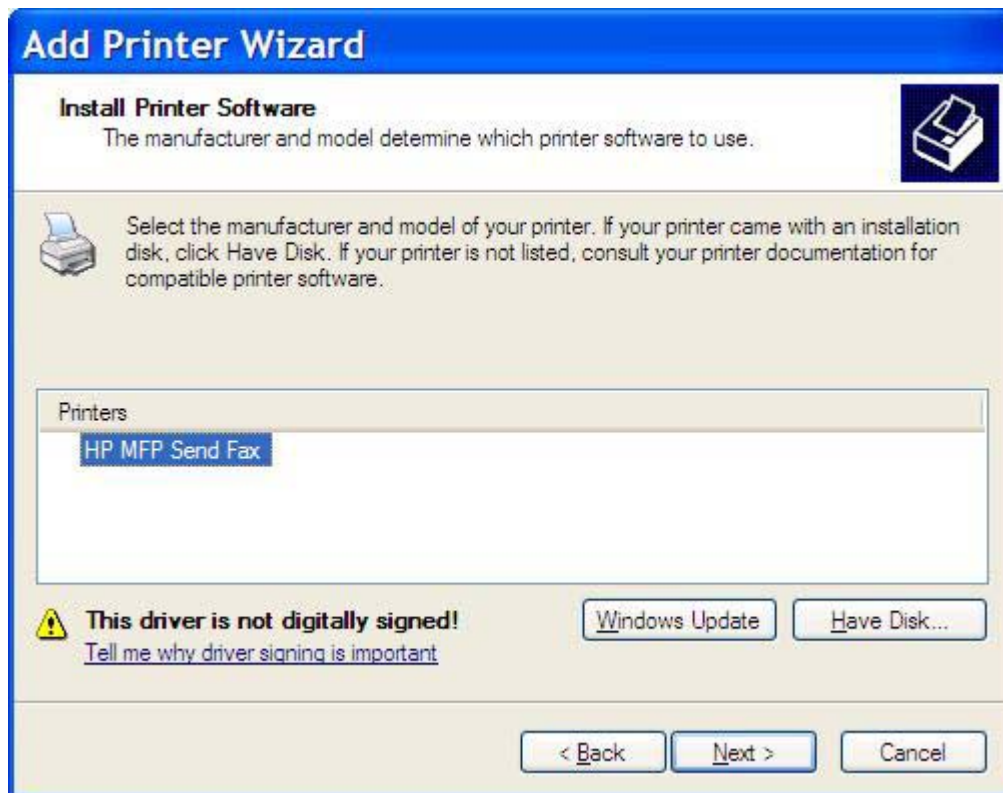 Add Printer Wizard
Install Printer Software
The manufacturer and model determine which printer software to use.
Select the manufacturer and model of your printer. If your printer came with an installation
disk, click Have Disk. If your printer is not listed, consult your printer documentation for
compatible printer software.
Printers
HP MFP Send Fax
This driver is not digitally signed!
Tell me why driver signing is important
Windows Update
Have Disk...
< Back
Next >
Cancel